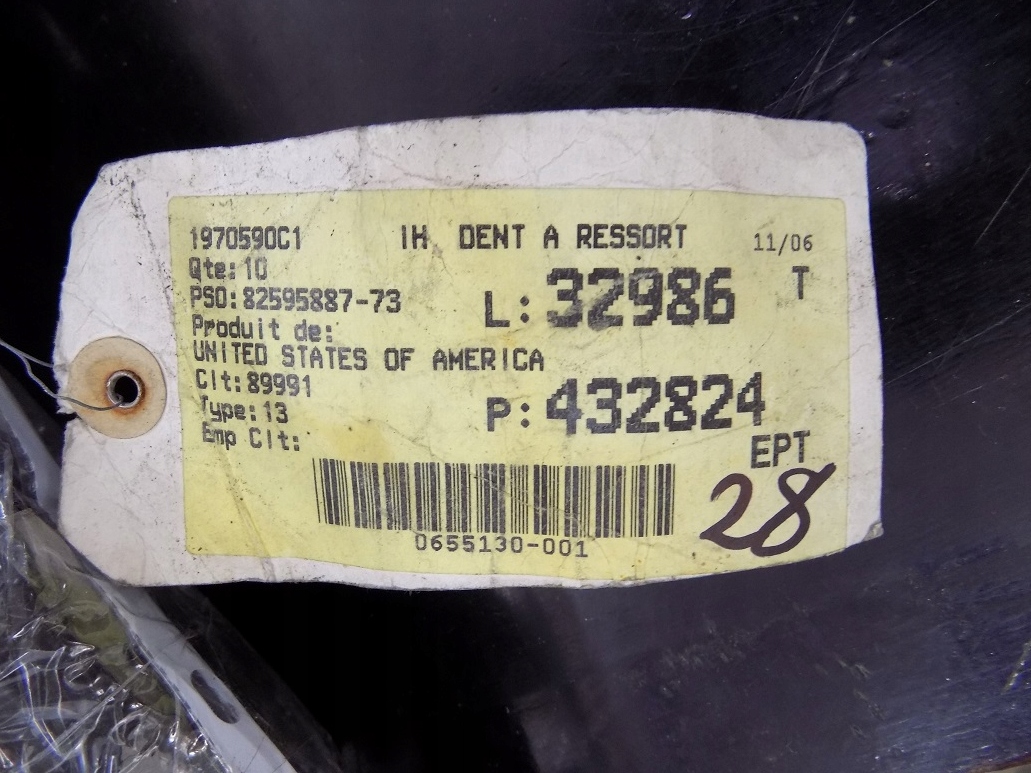 1970590C1 IH DENT A RESSORT 11/06
Qte:10
T
PSO:82595887-73
L:32986
Produit de:
UNITED STATES OF AMERICA
Clt:89991
Type:13
P:432824
Emp Clt:
EPT
28
0655130-001